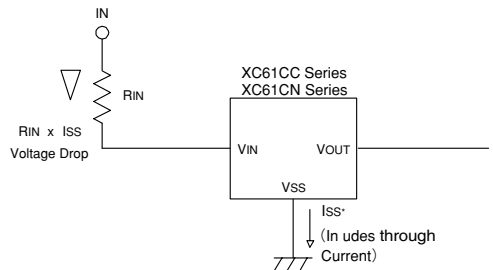 IN
XC61CC Series
XC61CN Series
RIN
RIN x ISS
Voltage Drop
VIN
VOUT
VSS
ISS*
(In udes through
Current)